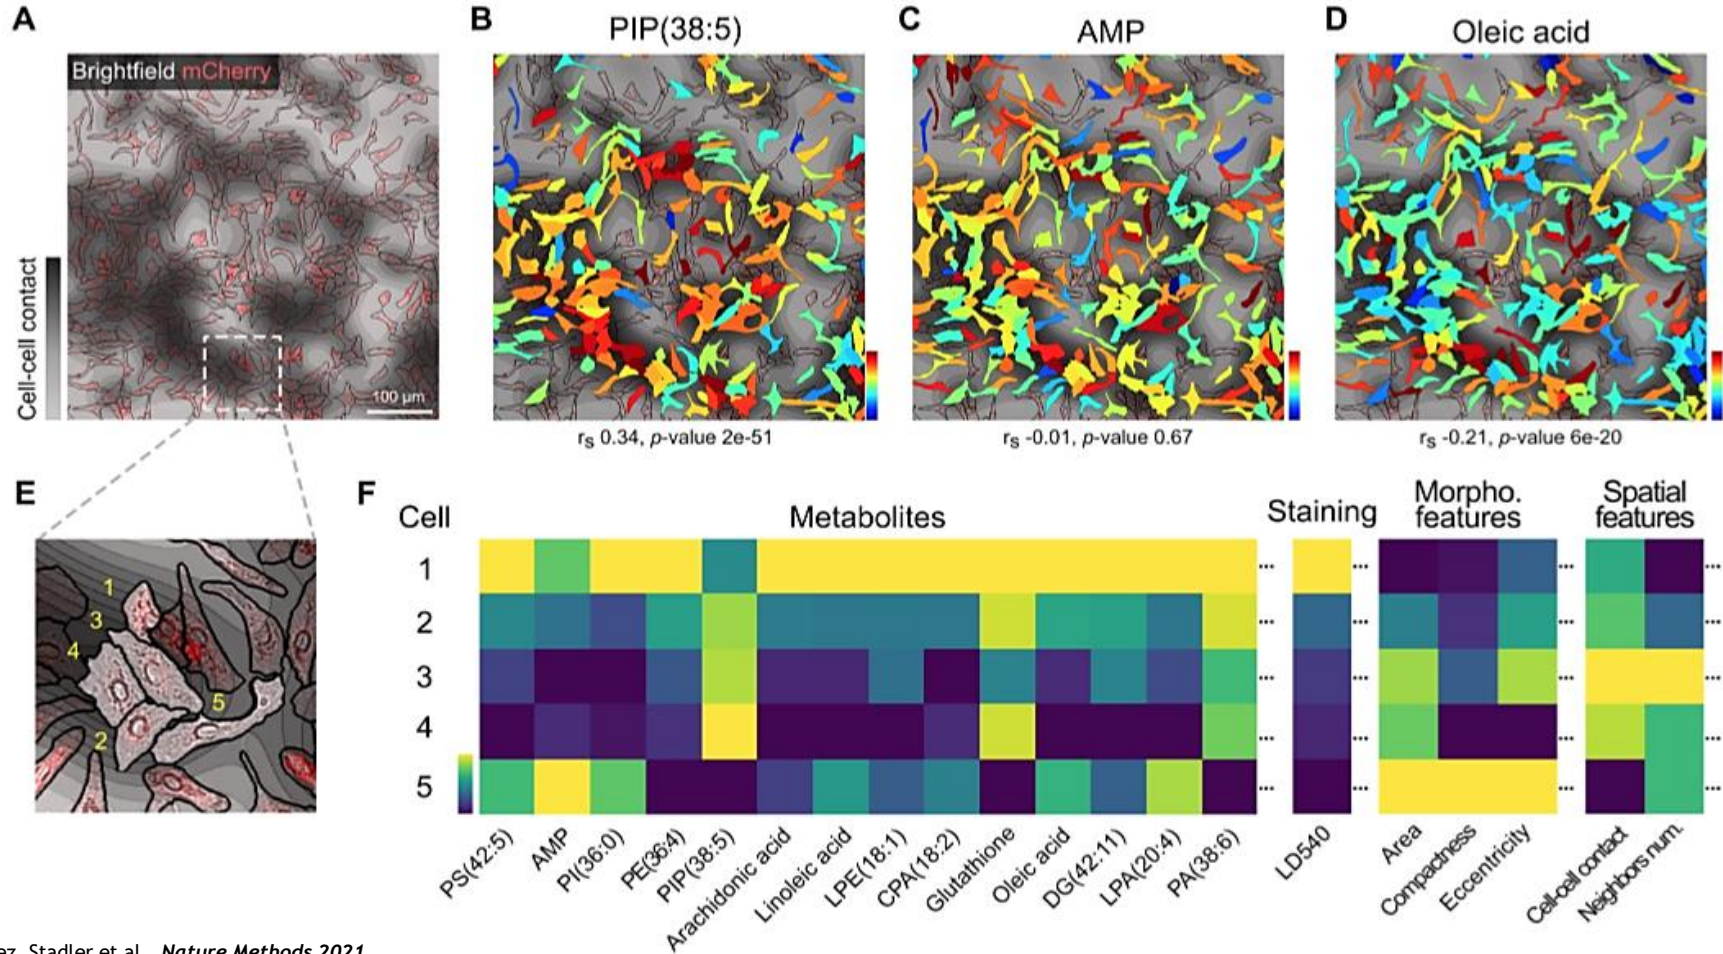 A
B
C
D
PIP(38:5)
AMP
Oleic acid
Brightfield mCherry
Cell-cell contact
100 µm
rs 0.34, p-value 2e-51
rs -0.01, p-value 0.67
rs -0.21, p-value 6e-20
E
F
Cell
Metabolites
Staining
Morpho.
features
Spatial
features
1
3
4
5
2
1
...
...
...
...
2
...
...
...
...
3
...
...
...
...
4
...
...
...
...
5
...
...
...
...
PS(42:5)
AMP
PI(36:0)
PE(36:4)
PIP(38:5)
Arachidonic acid
Linoleic acid
LPE(18:1)
CPA(18:2)
Glutathione
Oleic acid
DG(42:11)
LPA(20:4)
PA(38:6)
LD540
Area
Compactness
Eccentricity
Cell-cell contact
Neighbors num.
Stadler et al., Nature Methods 2021